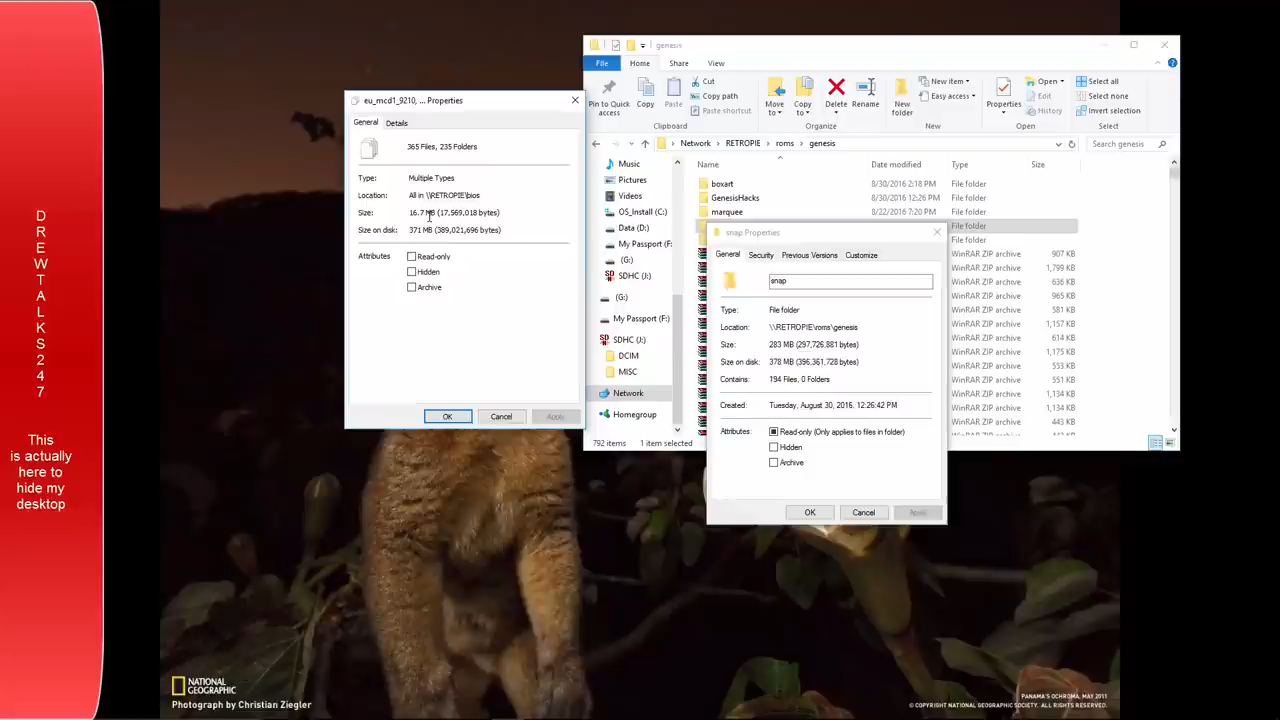 D
R
E
W
T
A
L
K
S
2
4
7
This
is actually
here to
hide my
desktop
eu_mcd1_9210, ... Properties
General Details
365 Files, 235 Folders
Type: Multiple Types
Location: All in \\RETROPIE\bios
Size: 16.7 MB (17,569,018 bytes)
Size on disk: 371 MB (389,021,696 bytes)
Attributes Read-only
Hidden
Archive
OK Cancel Apply
genesis
File Home Share View
Pin to Quick access Copy Paste
Cut
Copy path
Paste shortcut
Clipboard
Move to Copy to Delete Rename
Organize
New folder
New item
Easy access
New
Properties
Open
Edit
History
Open
Select all
Select none
Invert selection
Select
Network RETROPIE roms genesis
Search genesis
Music
Pictures
Videos
OS_Install (C:)
Data (D:)
My Passport (F:)
(G:)
SDHC (J:)
(G:)
My Passport (F:)
SDHC (J:)
DCIM
MISC
Network
Homegroup
Name Date modified Type Size
boxart 8/30/2016 2:18 PM File folder
GenesisHacks 8/30/2016 12:26 PM File folder
marquee 8/22/2016 7:20 PM File folder
File folder
File folder
WinRAR ZIP archive 907 KB
WinRAR ZIP archive 1,799 KB
WinRAR ZIP archive 636 KB
WinRAR ZIP archive 965 KB
WinRAR ZIP archive 581 KB
WinRAR ZIP archive 1,157 KB
WinRAR ZIP archive 614 KB
WinRAR ZIP archive 1,175 KB
WinRAR ZIP archive 553 KB
WinRAR ZIP archive 551 KB
WinRAR ZIP archive 1,134 KB
WinRAR ZIP archive 1,134 KB
WinRAR ZIP archive 443 KB
792 items 1 item selected
snap Properties
General Security Previous Versions Customize
snap
Type: File folder
Location: \\RETROPIE\roms\genesis
Size: 283 MB (297,726,881 bytes)
Size on disk: 378 MB (396,361,728 bytes)
Contains: 194 Files, 0 Folders
Created: Tuesday, August 30, 2016, 12:26:42 PM
Attributes: Read-only (Only applies to files in folder)
Hidden
Archive
OK Cancel Apply
NATIONAL
GEOGRAPHIC
Photograph by Christian Ziegler
PANAMA'S OCHROMA, MAY 2011
© COPYRIGHT NATIONAL GEOGRAPHIC SOCIETY. ALL RIGHTS RESERVED.